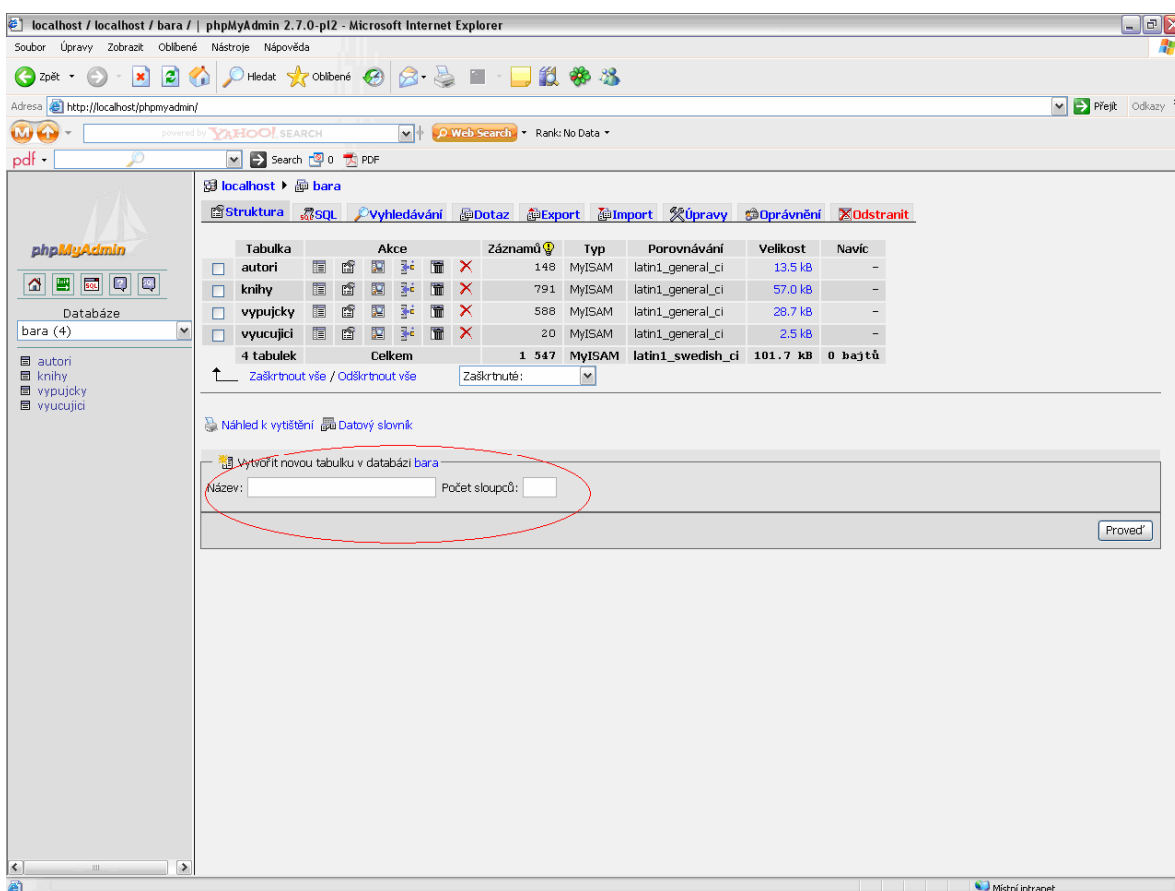 localhost / localhost / bara / | phpMyAdmin 2.7.0-pl2 - Microsoft Internet Explorer
Soubor Úpravy Zobrazit Oblíbené Nástroje Nápověda
Zpět Hledat Oblíbené
Adresa http://localhost/phpmyadmin/ Přejít Odkazy
powered by YAHOO! SEARCH Web Search Rank: No Data
pdf Search 0 PDF
phpMyAdmin
SQL
Databáze
bara (4)
autori
knihy
vypujcky
vyucujici
localhost bara
Struktura SQL Vyhledávání Dotaz Export Import Úpravy Oprávnění Odstranit
Tabulka Akce Záznamů Typ Porovnávání Velikost Navíc
autori 148 MyISAM latin1_general_ci 13.5 kB –
knihy 791 MyISAM latin1_general_ci 57.0 kB –
vypujcky 588 MyISAM latin1_general_ci 28.7 kB –
vyucujici 20 MyISAM latin1_general_ci 2.5 kB –
4 tabulek Celkem 1 547 MyISAM latin1_swedish_ci 101.7 kB 0 bajtů
Zaškrtnout vše / Odškrtnout vše Zaškrtnuté:
Náhled k vytištění Datový slovník
Vytvořit novou tabulku v databázi bara
Název: Počet sloupců:
Proveď
Místní intranet